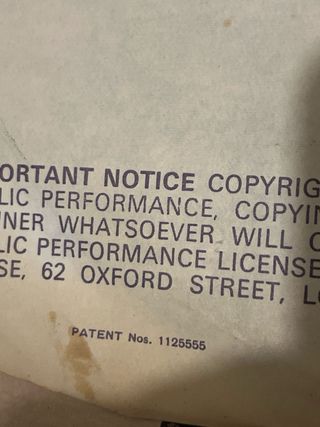 ORTANT NOTICE COPYRIG
LIC PERFORMANCE, COPYIN
NER WHATSOEVER WILL C
LIC PERFORMANCE LICENSE
SE, 62 OXFORD STREET, LO
PATENT Nos. 1125555